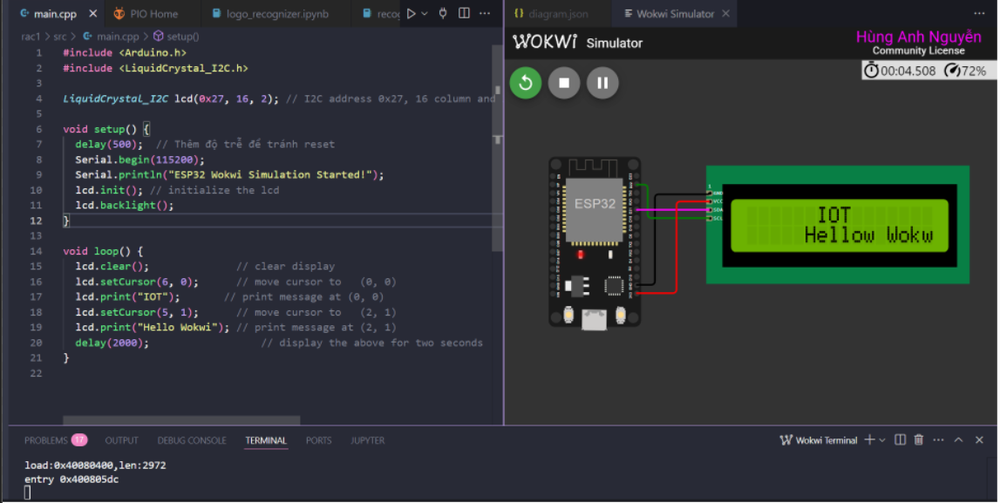 main.cpp
PIO Home
logo_recognizer.ipynb
recog
diagram.json
Wokwi Simulator
rac1 > src > main.cpp > setup()
1 #include <Arduino.h>
2 #include <LiquidCrystal_I2C.h>
3
4 LiquidCrystal_I2C lcd(0x27, 16, 2); // I2C address 0x27, 16 column and
5
6 void setup() {
7 delay(500); // Thêm độ trễ để tránh reset
8 Serial.begin(115200);
9 Serial.println("ESP32 Wokwi Simulation Started!");
10 lcd.init(); // initialize the lcd
11 lcd.backlight();
12 }
13
14 void loop() {
15 lcd.clear(); // clear display
16 lcd.setCursor(6, 0); // move cursor to (0, 0)
17 lcd.print("IOT"); // print message at (0, 0)
18 lcd.setCursor(5, 1); // move cursor to (2, 1)
19 lcd.print("Hello Wokwi"); // print message at (2, 1)
20 delay(2000); // display the above for two seconds
21 }
22
WOKWI Simulator
Hùng Anh Nguyễn
Community License
00:04.508 72%
ESP32
1
GND
VCC
SDA
SCL
IOT
Hellow Wokw
PROBLEMS 17
OUTPUT
DEBUG CONSOLE
TERMINAL
PORTS
JUPYTER
Wokwi Terminal
load:0x40080400,len:2972
entry 0x400805dc